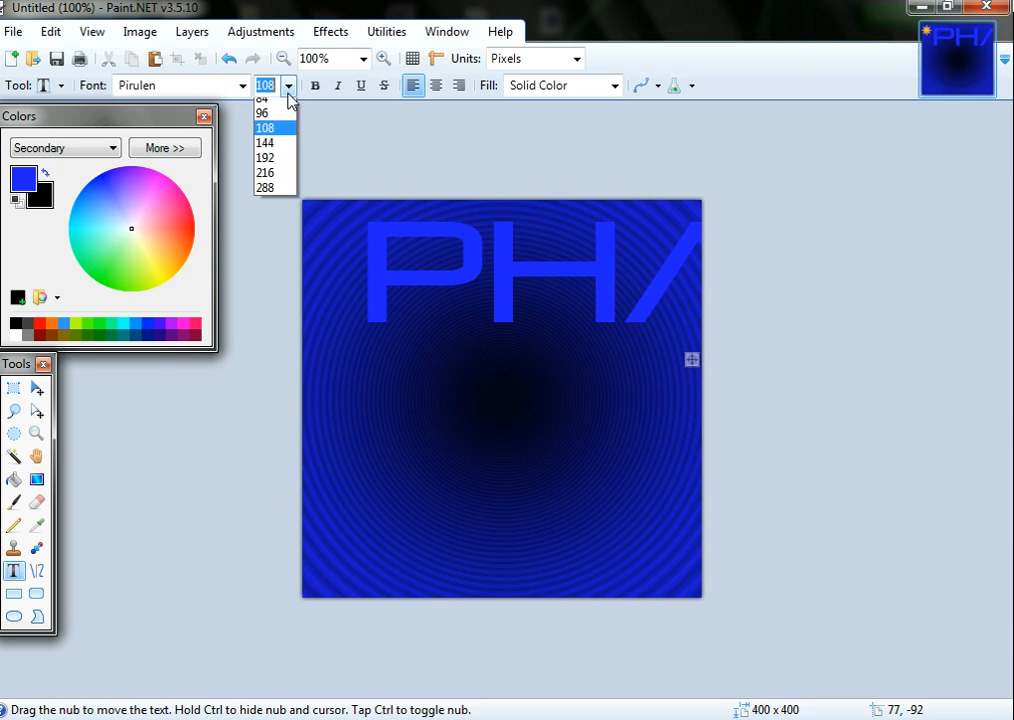 Untitled (100%) - Paint.NET v3.5.10
File Edit View Image Layers Adjustments Effects Utilities Window Help
100% Units: Pixels
Tool: T Font: Pirulen 108 B I U S Fill: Solid Color
84
96
108
144
192
216
288
Colors
Secondary More >>
PHA
Tools
T
Drag the nub to move the text. Hold Ctrl to hide nub and cursor. Tap Ctrl to toggle nub. 400 x 400 77, -92